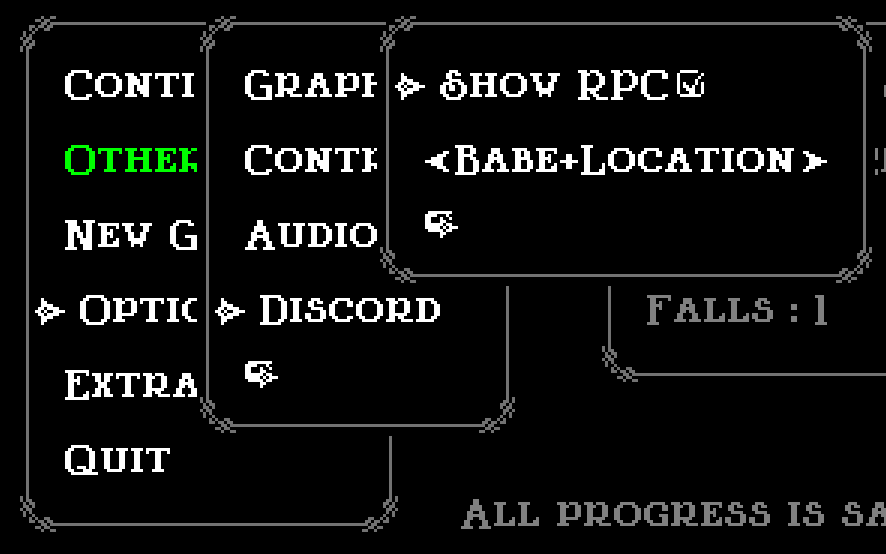 Conti
Other
New G
Optio
Extra
Quit
Graph
Contr
Audio
Discord
Show RPC
Babe+Location
Falls : 1
All progress is sa